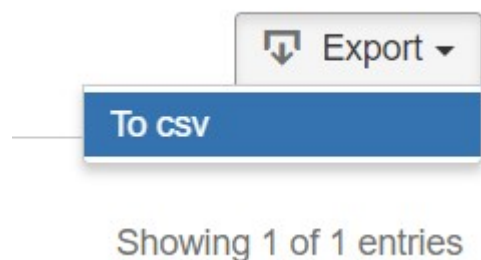 Export
To csv
Showing 1 of 1 entries